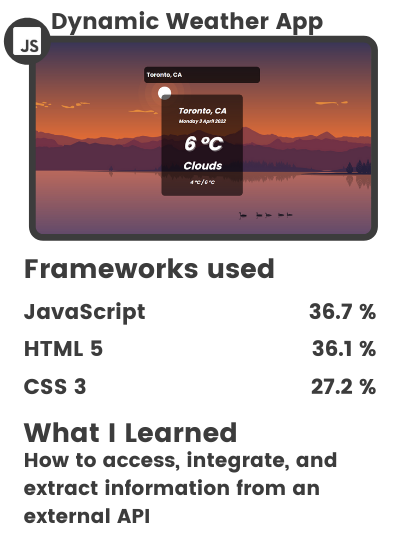 Dynamic Weather App
JS
Toronto, CA
Toronto, CA
Monday 3 April 2022
6 °C
Clouds
4 °C / 6 °C
Frameworks used
JavaScript 36.7 %
HTML 5 36.1 %
CSS 3 27.2 %
What I Learned
How to access, integrate, and
extract information from an
external API